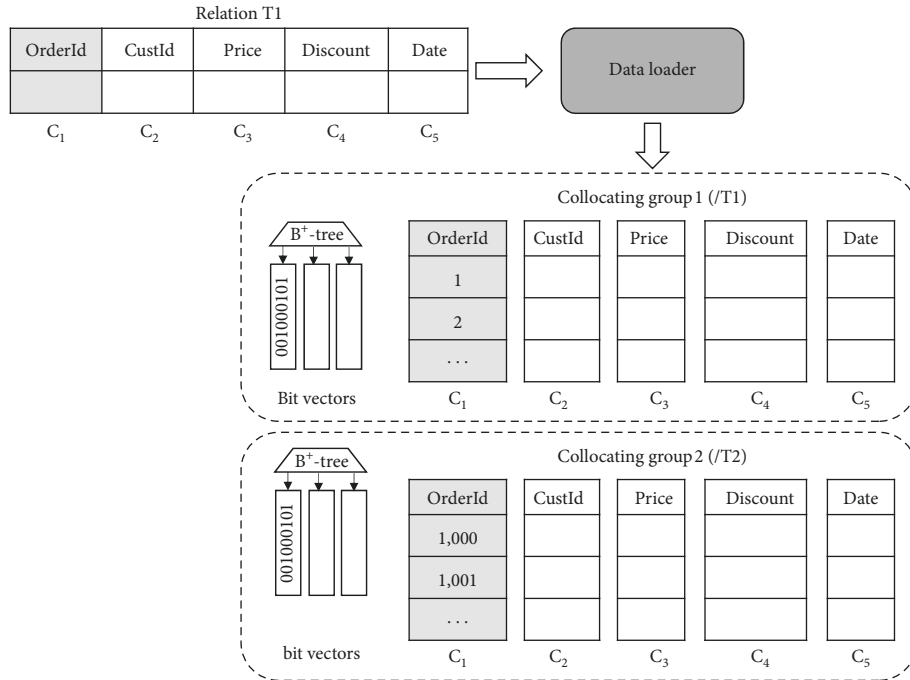 Relation T1
OrderId CustId Price Discount Date
C₁ C₂ C₃ C₄ C₅
Data loader
Collocating group 1 (/T1)
B⁺-tree
001000101
Bit vectors
OrderId CustId Price Discount Date
1
2
. . .
C₁ C₂ C₃ C₄ C₅
Collocating group 2 (/T2)
B⁺-tree
001000101
bit vectors
OrderId CustId Price Discount Date
1,000
1,001
. . .
C₁ C₂ C₃ C₄ C₅